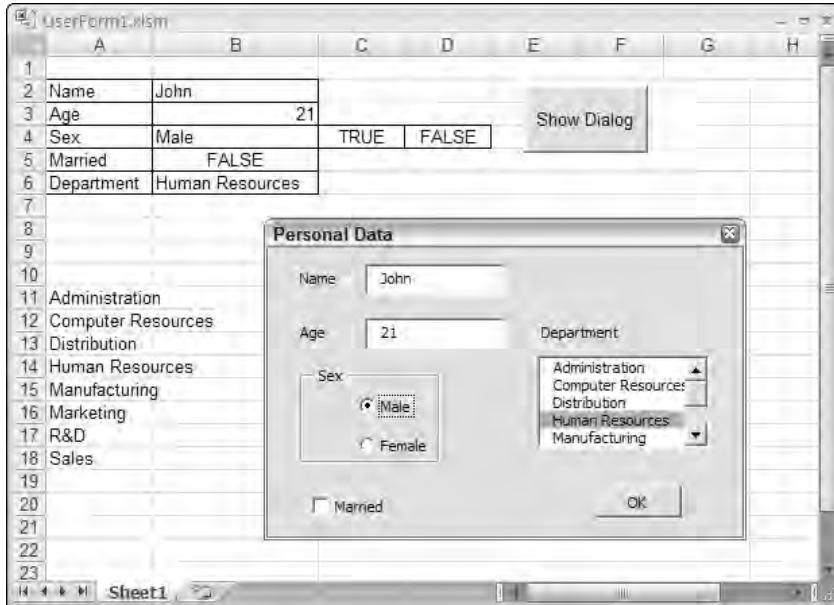 UserForm1.xlsm
A B C D E F G H
1
2 Name John
3 Age 21 Show Dialog
4 Sex Male TRUE FALSE
5 Married FALSE
6 Department Human Resources
7
8 Personal Data
9
10 Name John
11 Administration
12 Computer Resources
13 Distribution Age 21 Department
14 Human Resources Administration
15 Manufacturing Sex Computer Resources
16 Marketing Male Distribution
17 R&D Human Resources
18 Sales Female Manufacturing
19
20 Married OK
21
22
23
Sheet1